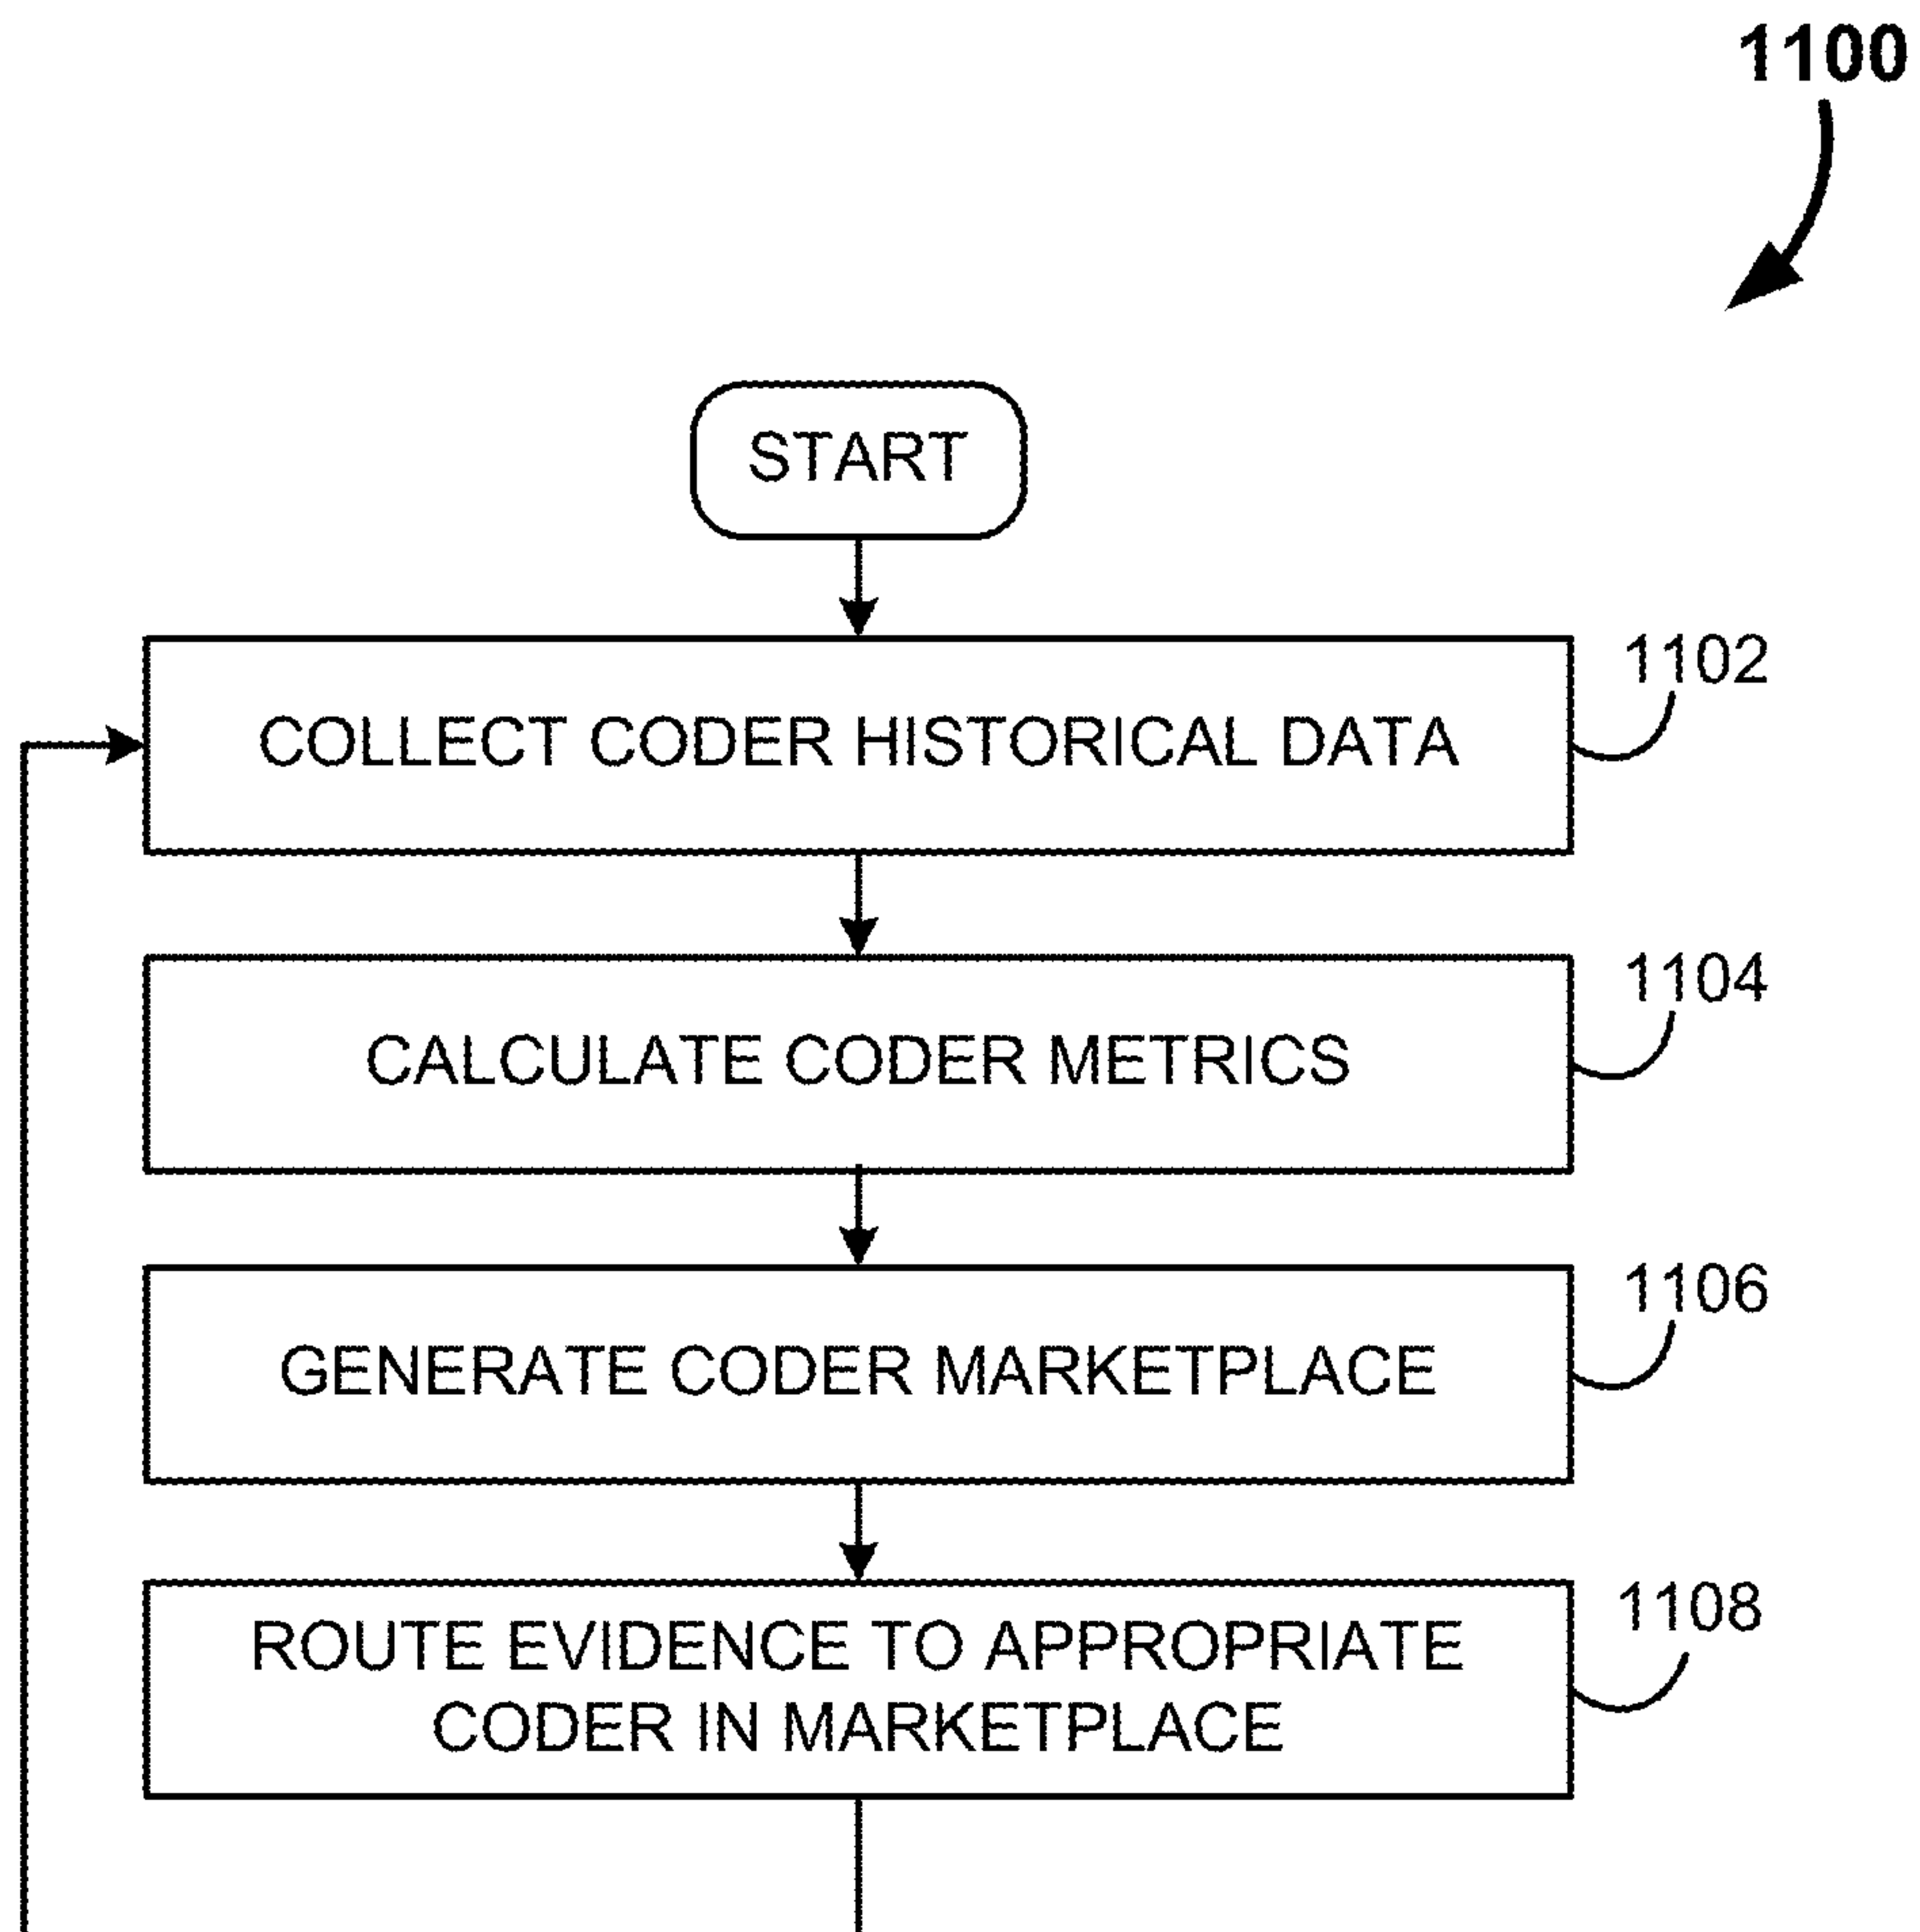 1100
START
1102
COLLECT CODER HISTORICAL DATA
1104
CALCULATE CODER METRICS
1106
GENERATE CODER MARKETPLACE
1108
ROUTE EVIDENCE TO APPROPRIATE
CODER IN MARKETPLACE